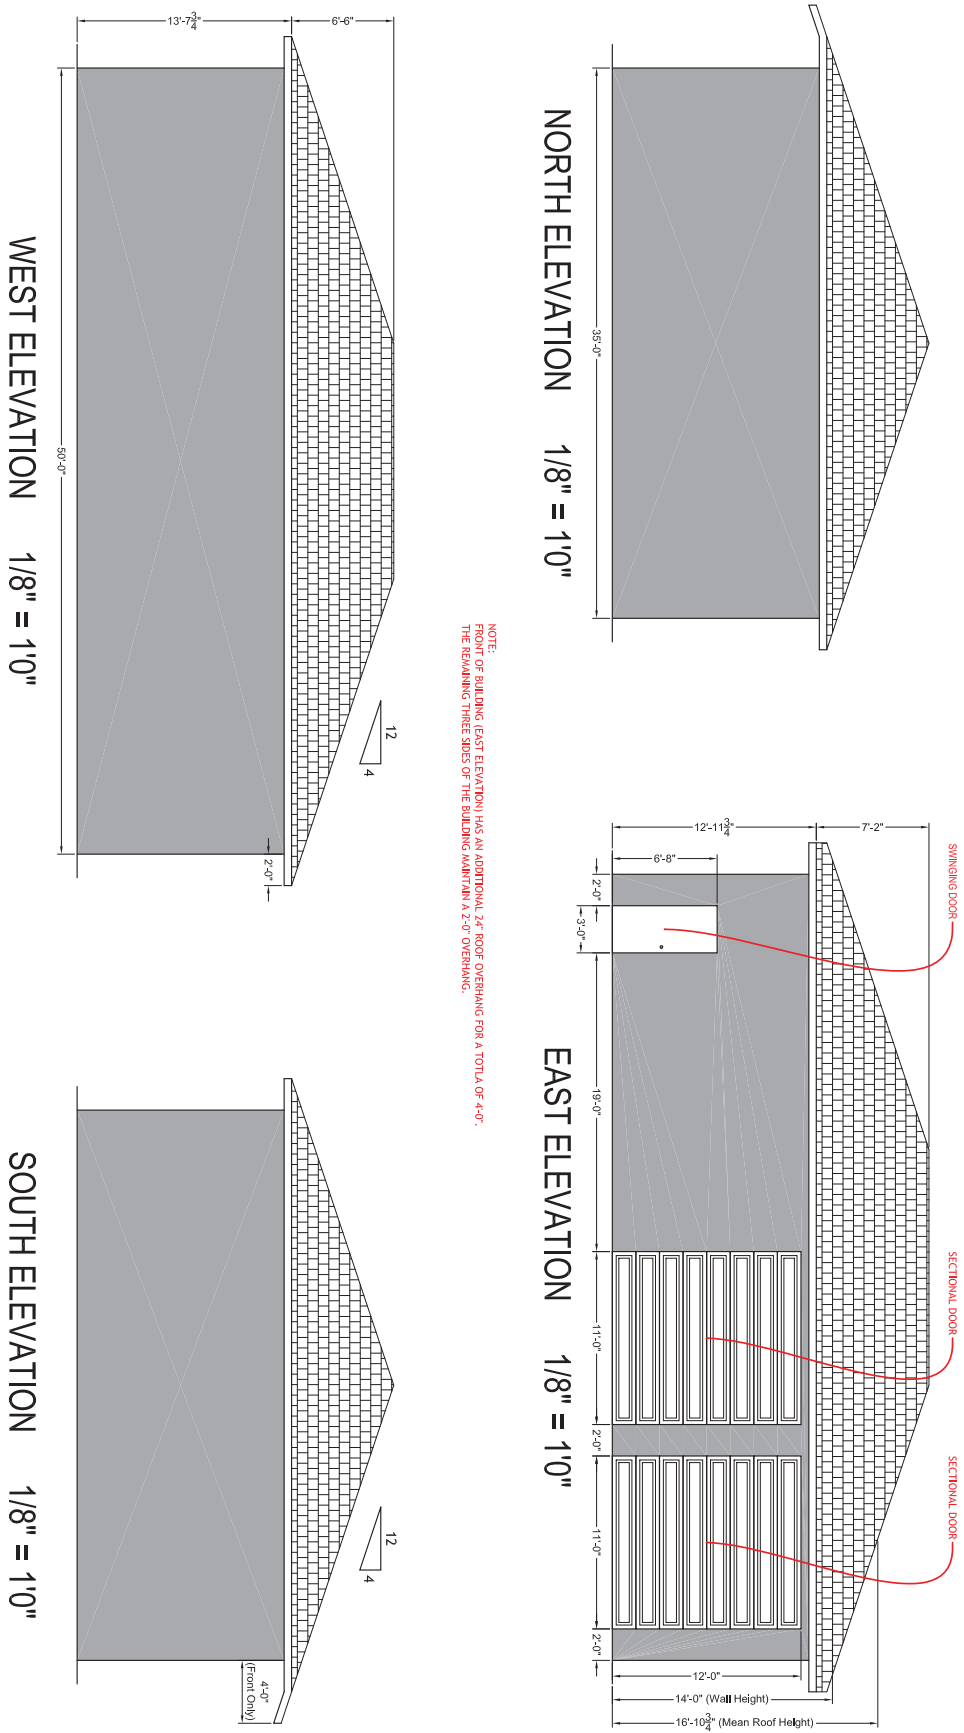 NORTH ELEVATION 1/8" = 1'0"
35'-0"
EAST ELEVATION 1/8" = 1'0"
SWINGING DOOR
SECTIONAL DOOR
SECTIONAL DOOR
7'-2"
12'-11 3/4"
6'-8"
2'-0"
3'-0"
19'-0"
11'-0"
2'-0"
11'-0"
2'-0"
12'-0"
14'-0" (Wall Height)
16'-10 3/4" (Mean Roof Height)
NOTE:
FRONT OF BUILDING (EAST ELEVATION) HAS AN ADDITIONAL 24" ROOF OVERHANG FOR A TOTLA OF 4'-0".
THE REMAINING THREE SIDES OF THE BUILDING MAINTAIN A 2'-0" OVERHANG.
WEST ELEVATION 1/8" = 1'0"
6'-6"
13'-7 3/4"
50'-0"
2'-0"
12
4
SOUTH ELEVATION 1/8" = 1'0"
12
4
4'-0"
(Front Only)